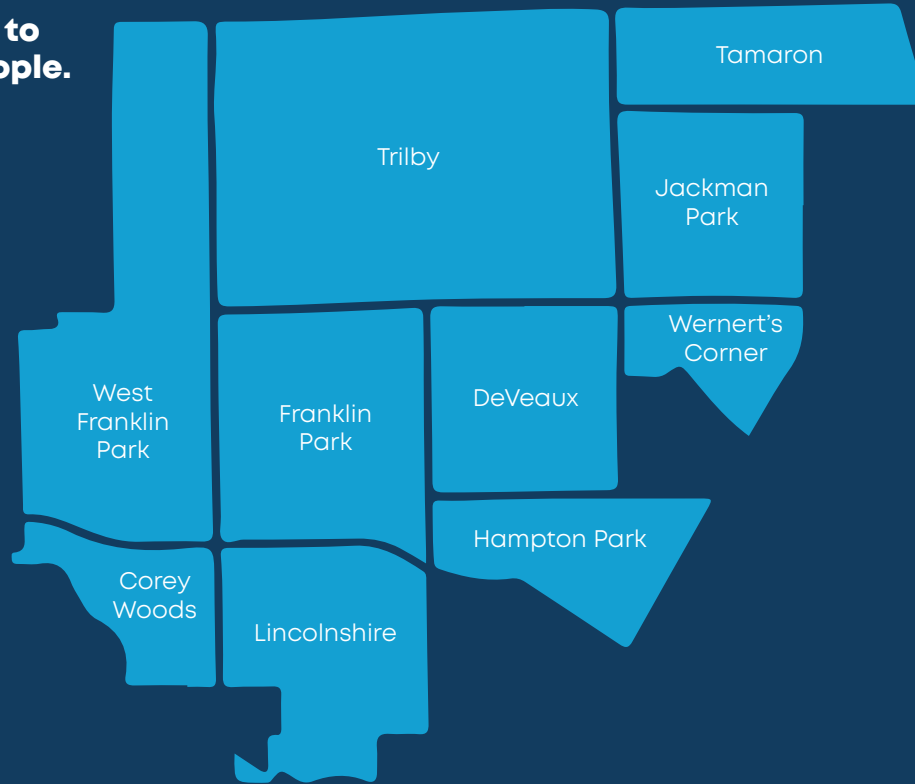 to
ople.
Tamaron
Trilby
Jackman
Park
Wernert's
Corner
West
Franklin
Park
Franklin
Park
DeVeaux
Hampton Park
Corey
Woods
Lincolnshire